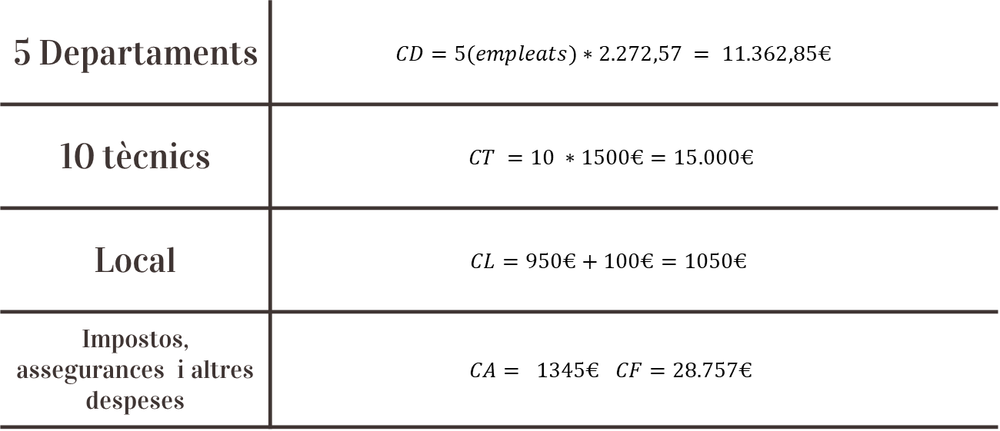 5 Departaments
CD = 5(empleats) * 2.272,57 = 11.362,85€
10 tècnics
CT = 10 * 1500€ = 15.000€
Local
CL = 950€ + 100€ = 1050€
Impostos,
assegurances i altres
despeses
CA = 1345€ CF = 28.757€